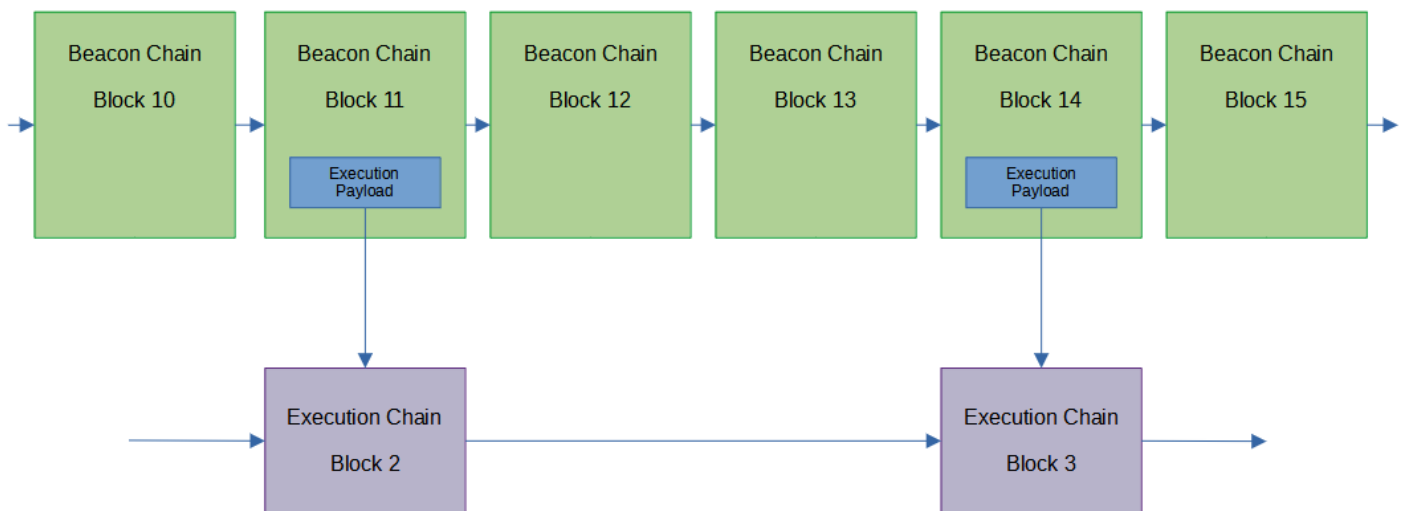 Beacon Chain
Block 10
Beacon Chain
Block 11
Execution
Payload
Beacon Chain
Block 12
Beacon Chain
Block 13
Beacon Chain
Block 14
Execution
Payload
Beacon Chain
Block 15
Execution Chain
Block 2
Execution Chain
Block 3